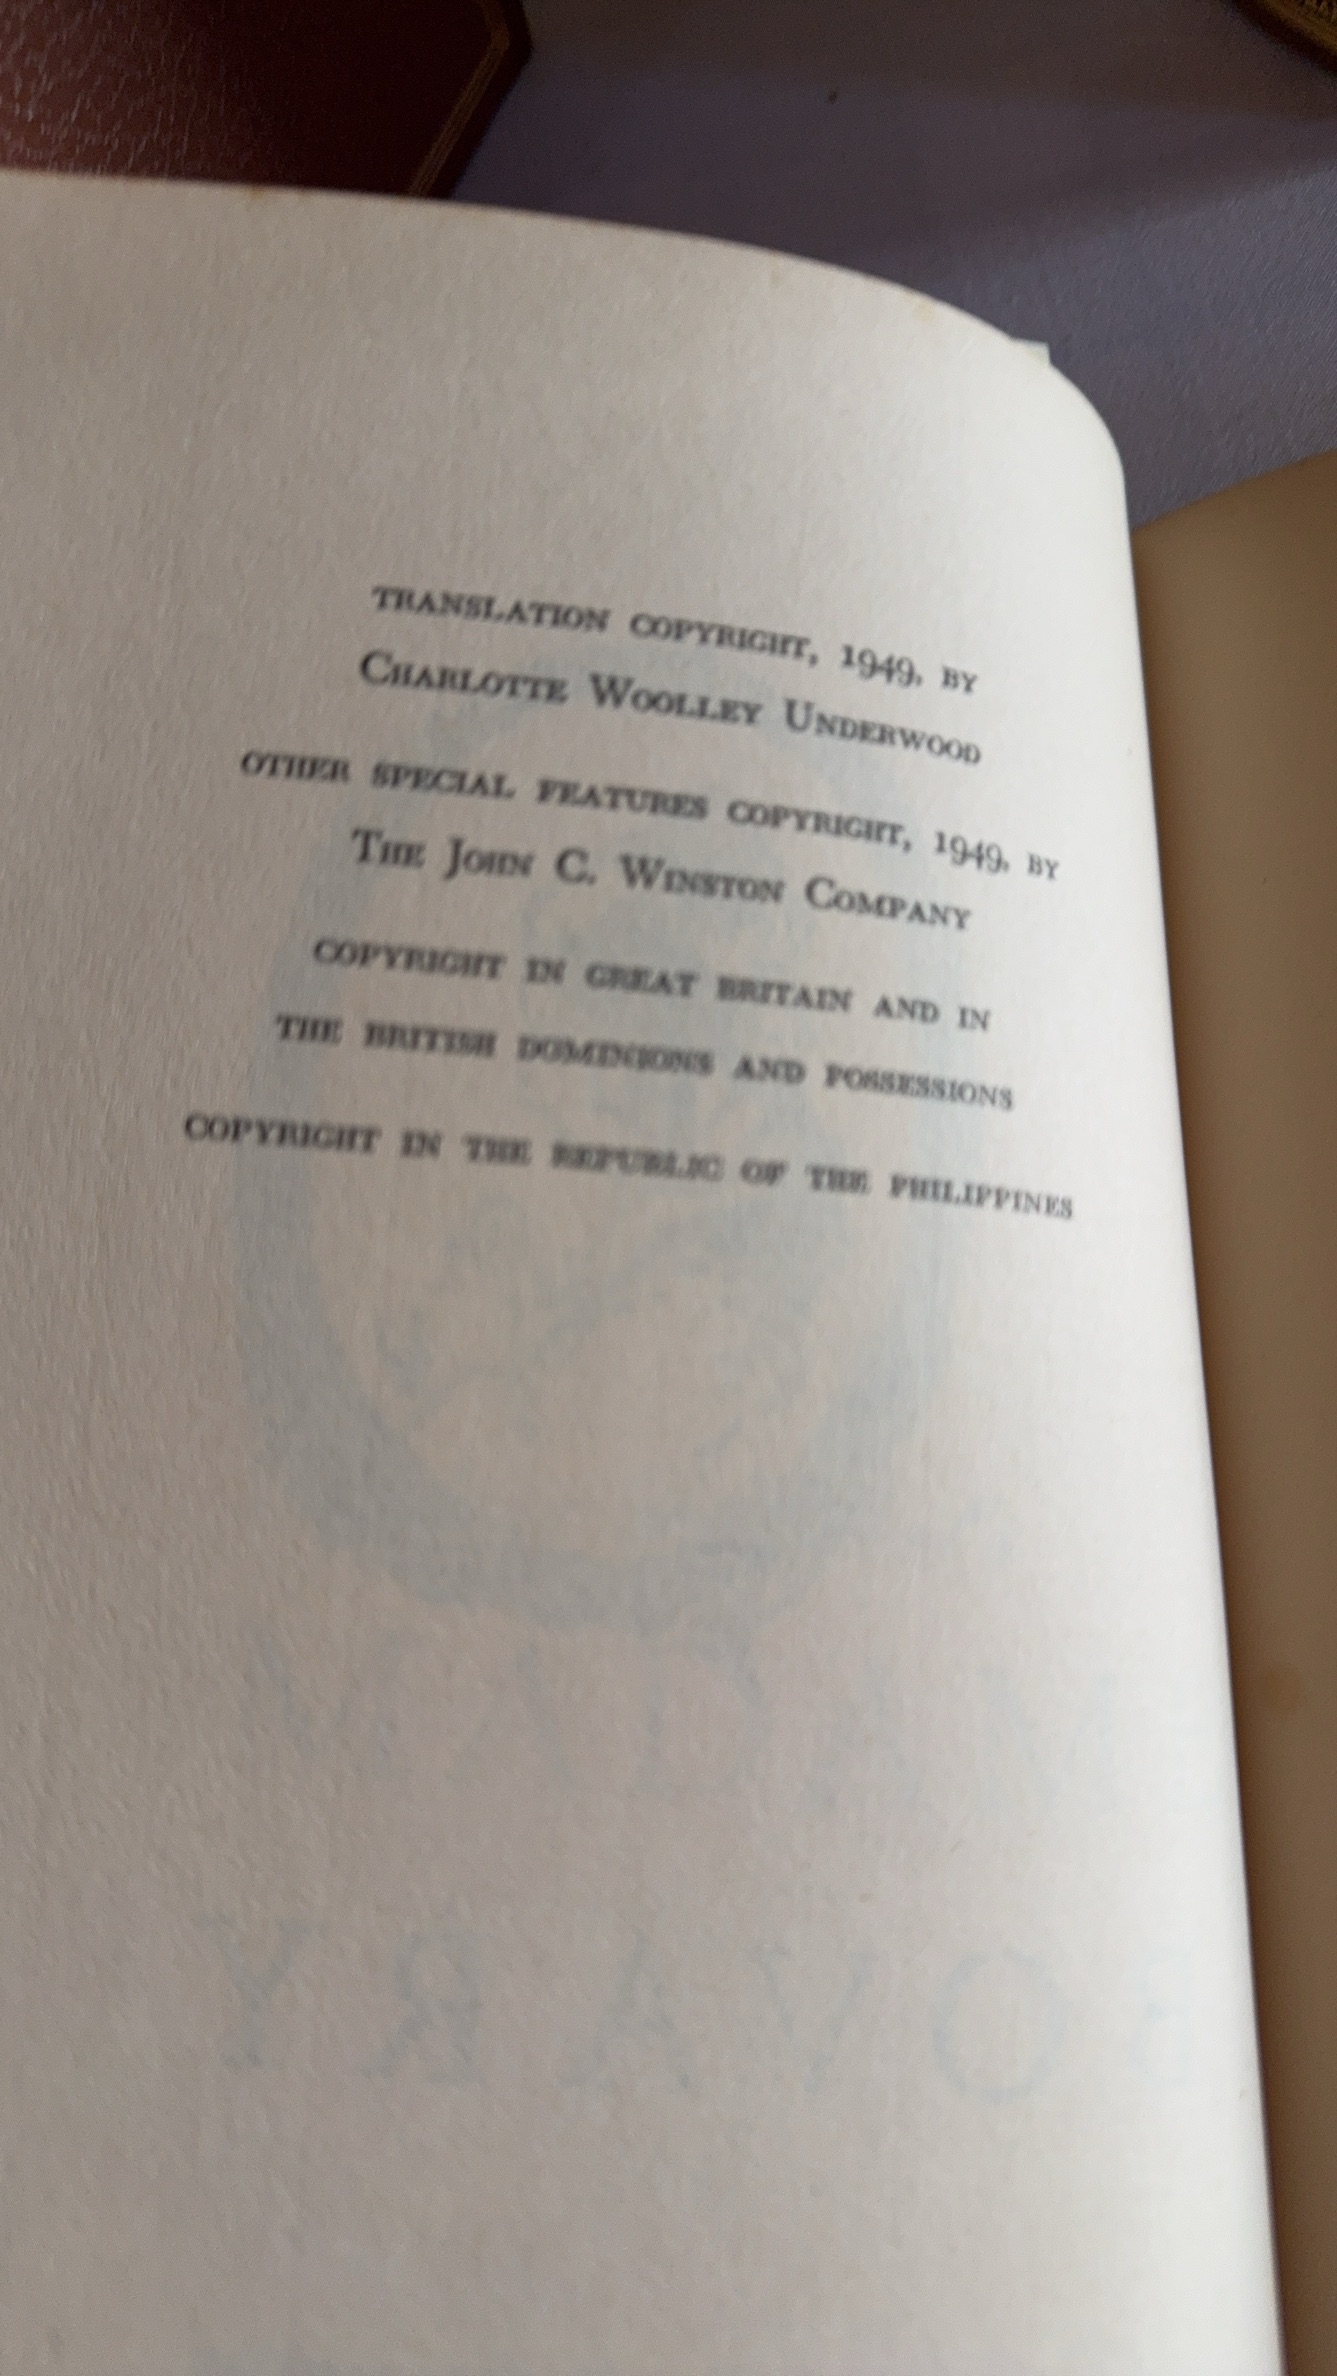 TRANSLATION COPYRIGHT, 1949, BY
CHARLOTTE WOOLLEY UNDERWOOD
OTHER SPECIAL FEATURES COPYRIGHT, 1949, BY
THE JOHN C. WINSTON COMPANY
COPYRIGHT IN GREAT BRITAIN AND IN
THE BRITISH DOMINIONS AND POSSESSIONS
COPYRIGHT IN THE REPUBLIC OF THE PHILIPPINES
OVARY